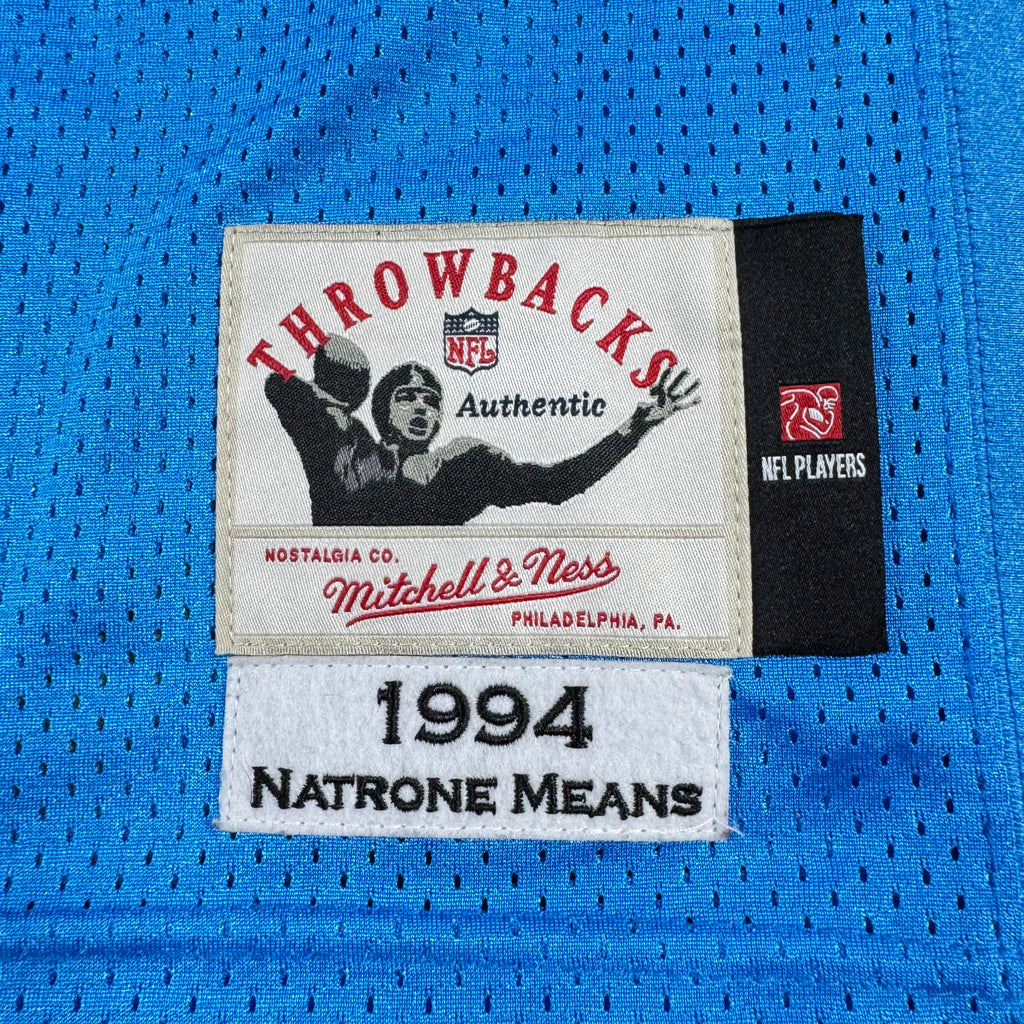 THROWBACKS
NFL
Authentic
NFL PLAYERS
NOSTALGIA CO.
Mitchell & Ness
PHILADELPHIA, PA.
1994
NATRONE MEANS